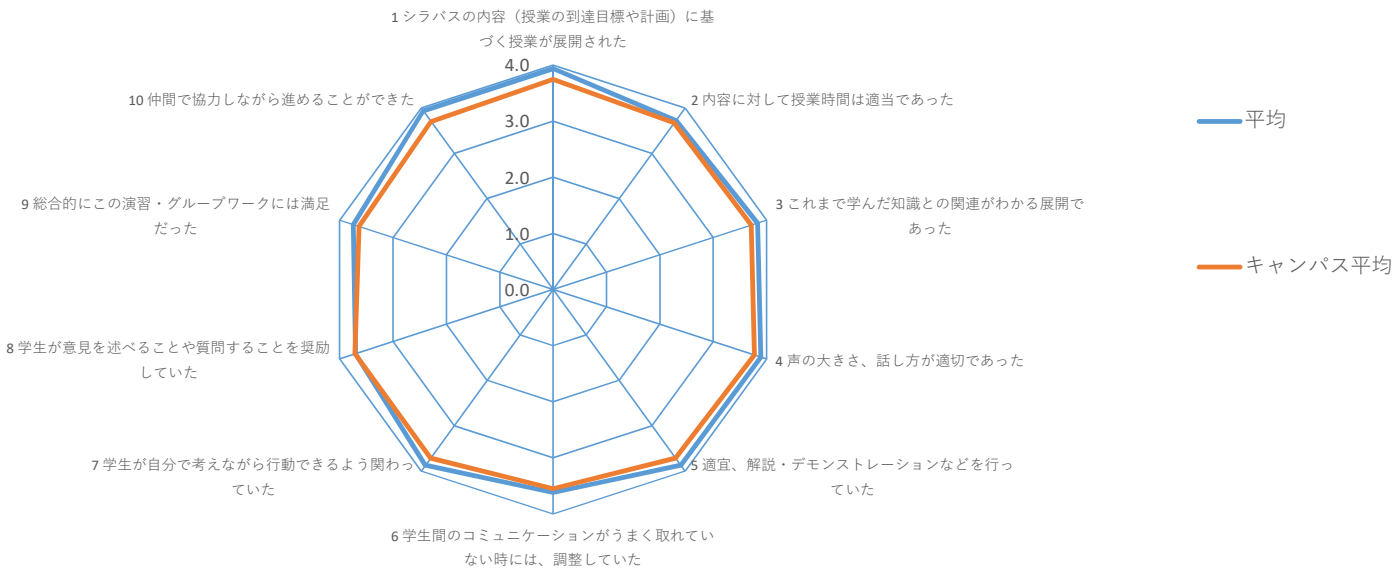 1 シラバスの内容（授業の到達目標や計画）に基
づく授業が展開された
2 内容に対して授業時間は適当であった
3 これまで学んだ知識との関連がわかる展開で
あった
4 声の大きさ、話し方が適切であった
5 適宜、解説・デモンストレーションなどを行っ
ていた
6 学生間のコミュニケーションがうまく取れてい
ない時には、調整していた
7 学生が自分で考えながら行動できるよう関わっ
ていた
8 学生が意見を述べることや質問することを奨励
していた
9 総合的にこの演習・グループワークには満足
だった
10 仲間で協力しながら進めることができた
4.0
3.0
2.0
1.0
0.0
平均
キャンパス平均